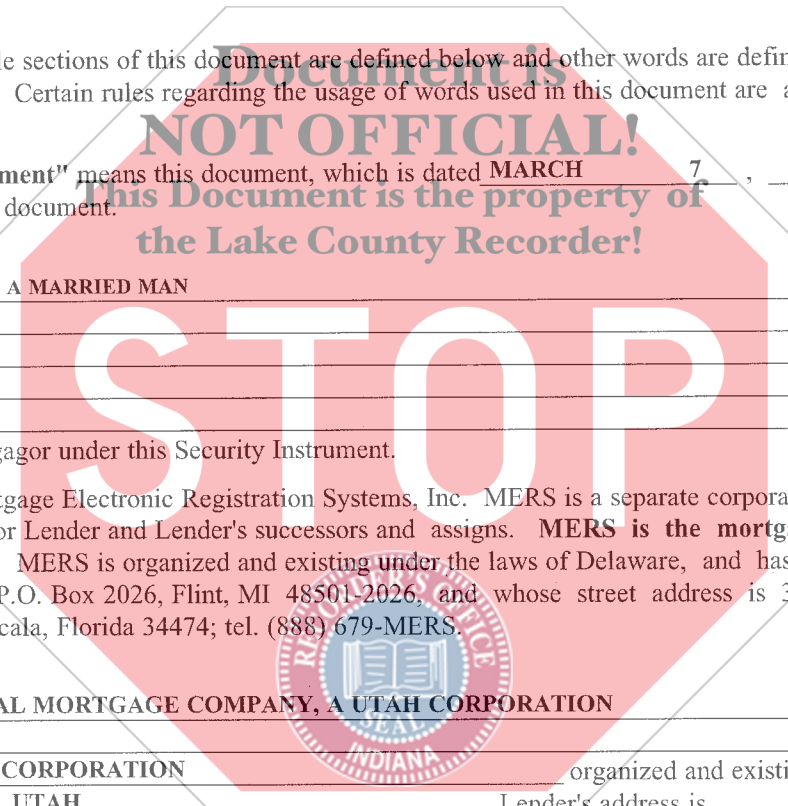 le sections of this document are defined below and other words are defin
Document is
Certain rules regarding the usage of words used in this document are a
NOT OFFICIAL!
ment" means this document, which is dated MARCH 7 ,
This Document is the property of
document.
the Lake County Recorder!
A MARRIED MAN
STOP
gagor under this Security Instrument.
tgage Electronic Registration Systems, Inc. MERS is a separate corpora
or Lender and Lender's successors and assigns. MERS is the mortg
MERS is organized and existing under the laws of Delaware, and has
P.O. Box 2026, Flint, MI 48501-2026, and whose street address is 3
cala, Florida 34474; tel. (888) 679-MERS.
RECORDER'S OFFICE
AL MORTGAGE COMPANY, A UTAH CORPORATION
SEAL
INDIANA
CORPORATION organized and existi
UTAH Lender's address is